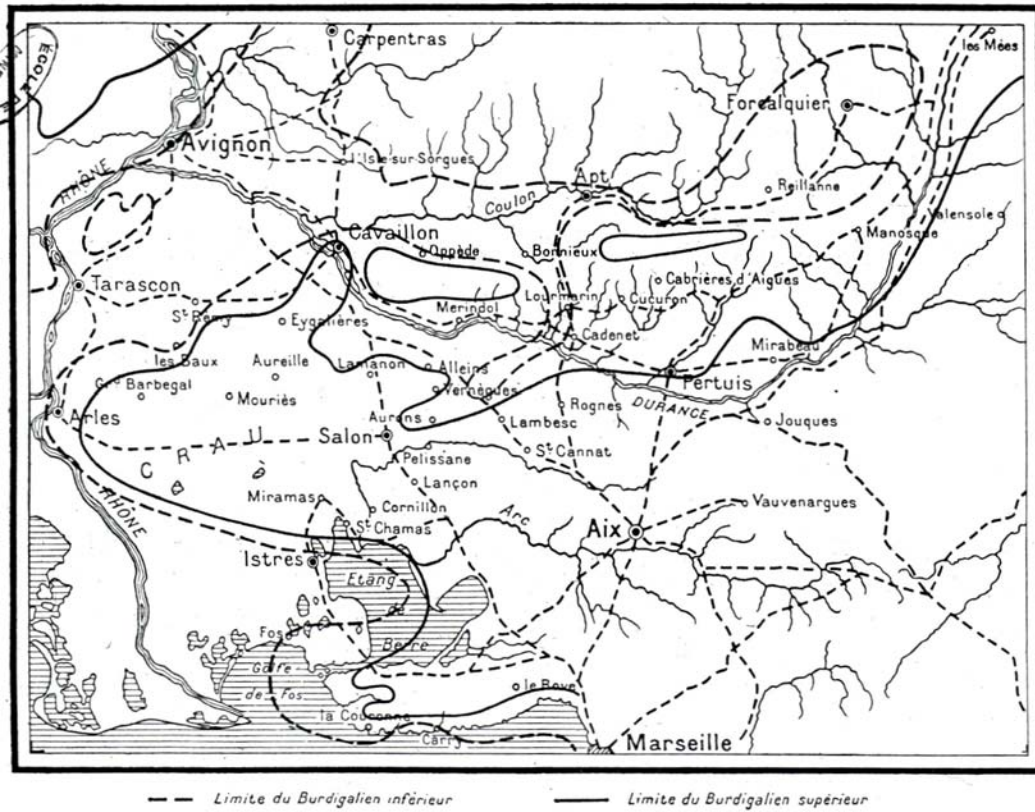 ÉCOLE
Carpentras
les Mées
Forcalquier
Avignon
l'Isle-sur-Sorgues
RHÔNE
Apt
Reillanne
Coulon
Valensole
Manosque
Cavaillon
Oppède
Bonnieux
Cabrières d'Aigues
Tarascon
Lourmarin
Cucuron
St Rémy
Eygalières
Merindol
Cadenet
Mirabeau
les Baux
Aureille
Lamanon
Alleins
Pertuis
Barbegal
Mouriès
Vernègues
DURANCE
Arles
Aurons
Lambesc
Rognes
Jouques
Salon
CRAU
Pelissane
St Cannat
Lançon
RHÔNE
Miramas
Cornillon
Vauvenargues
St Chamas
Arc
Aix
Istres
Etang
de
Fos
Berre
Golfe
de Fos
le Rove
la Couronne
Carry
Marseille
Limite du Burdigalien inférieur
Limite du Burdigalien supérieur